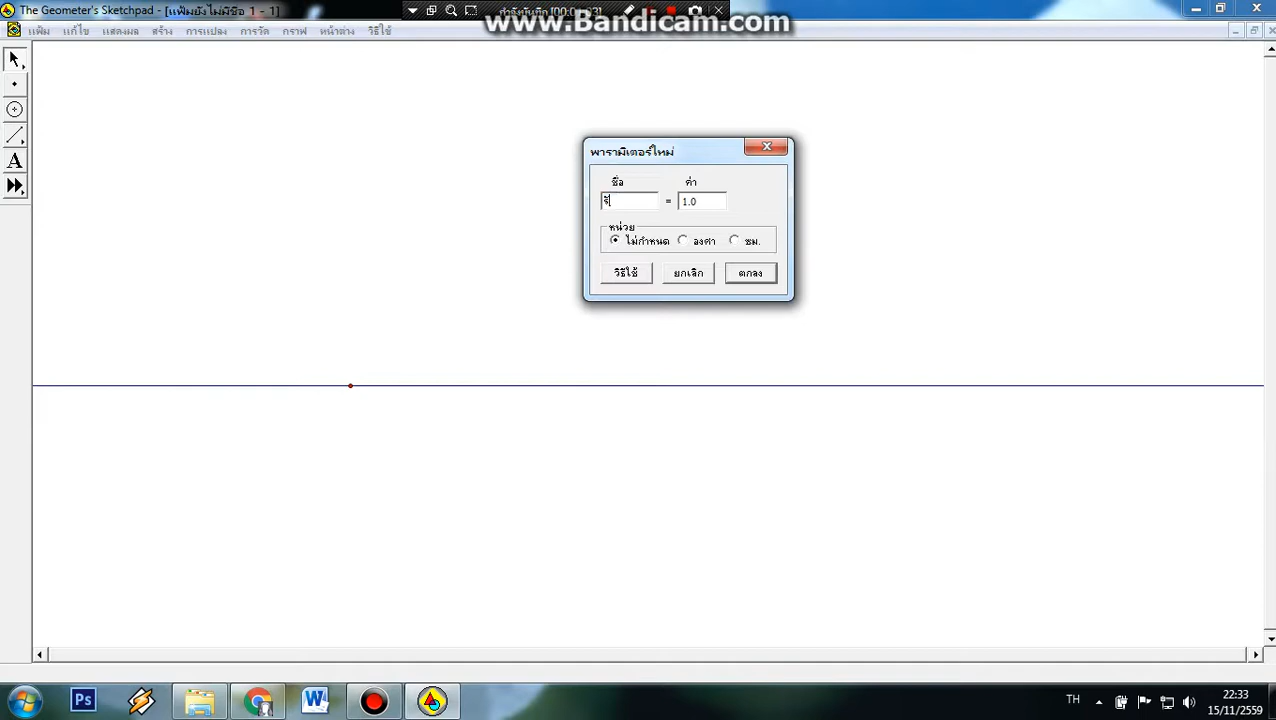 The Geometer's Sketchpad - [แฟ้มยังไม่มีชื่อ 1 - 1]
www.Bandicam.com
แฟ้ม แก้ไข แสดงผล สร้าง การแปลง การวัด กราฟ หน้าต่าง วิธีใช้
พารามิเตอร์ใหม่
ชื่อ ค่า
= 1.0
หน่วย
ไม่กำหนด องศา ซม.
วิธีใช้ ยกเลิก ตกลง
A
Ps
W
TH
22:33
15/11/2559